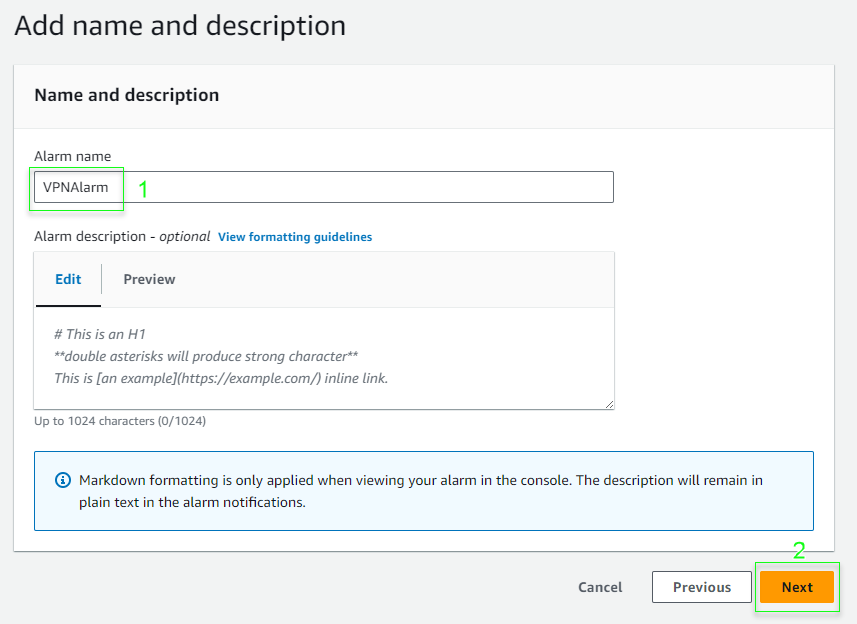 Add name and description
Name and description
Alarm name
VPNAlarm 1
Alarm description - optional View formatting guidelines
Edit Preview
# This is an H1
**double asterisks will produce strong character**
This is [an example](https://example.com/) inline link.
Up to 1024 characters (0/1024)
Markdown formatting is only applied when viewing your alarm in the console. The description will remain in
plain text in the alarm notifications.
2
Cancel Previous Next